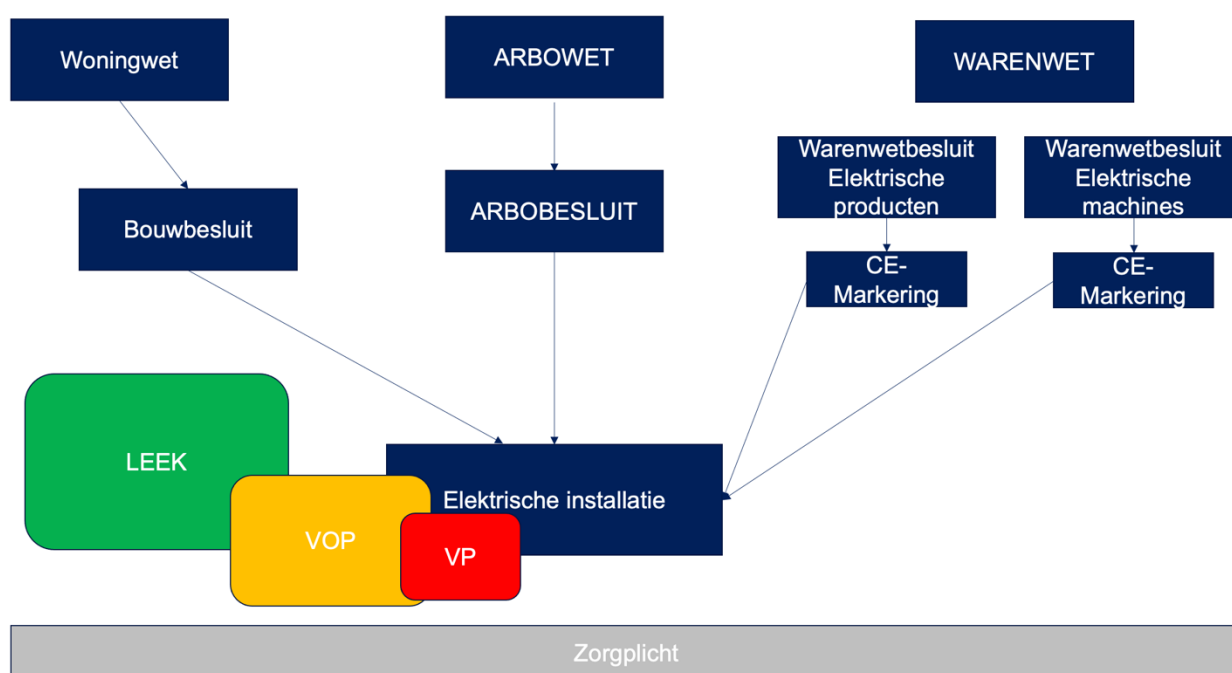 Woningwet
ARBOWET
WARENWET
Warenwetbesluit
Elektrische
producten
Warenwetbesluit
Elektrische
machines
Bouwbesluit
ARBOBESLUIT
CE-
Markering
CE-
Markering
LEEK
Elektrische installatie
VOP
VP
Zorgplicht